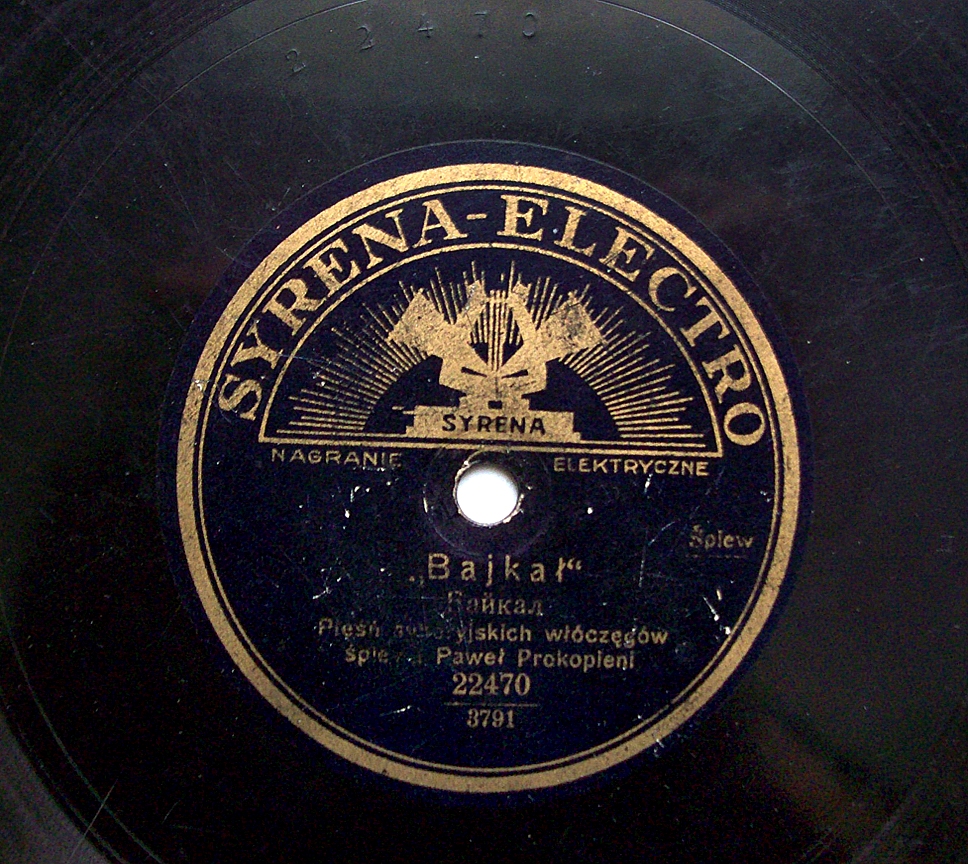 2 2 4 7 0
SYRENA-ELECTRO
SYRENA
NAGRANIE ELEKTRYCZNE
Śpiew
„Bajkał“
Байкал
Pieśń włóczęgów
Paweł Prokopieni
22470
3791